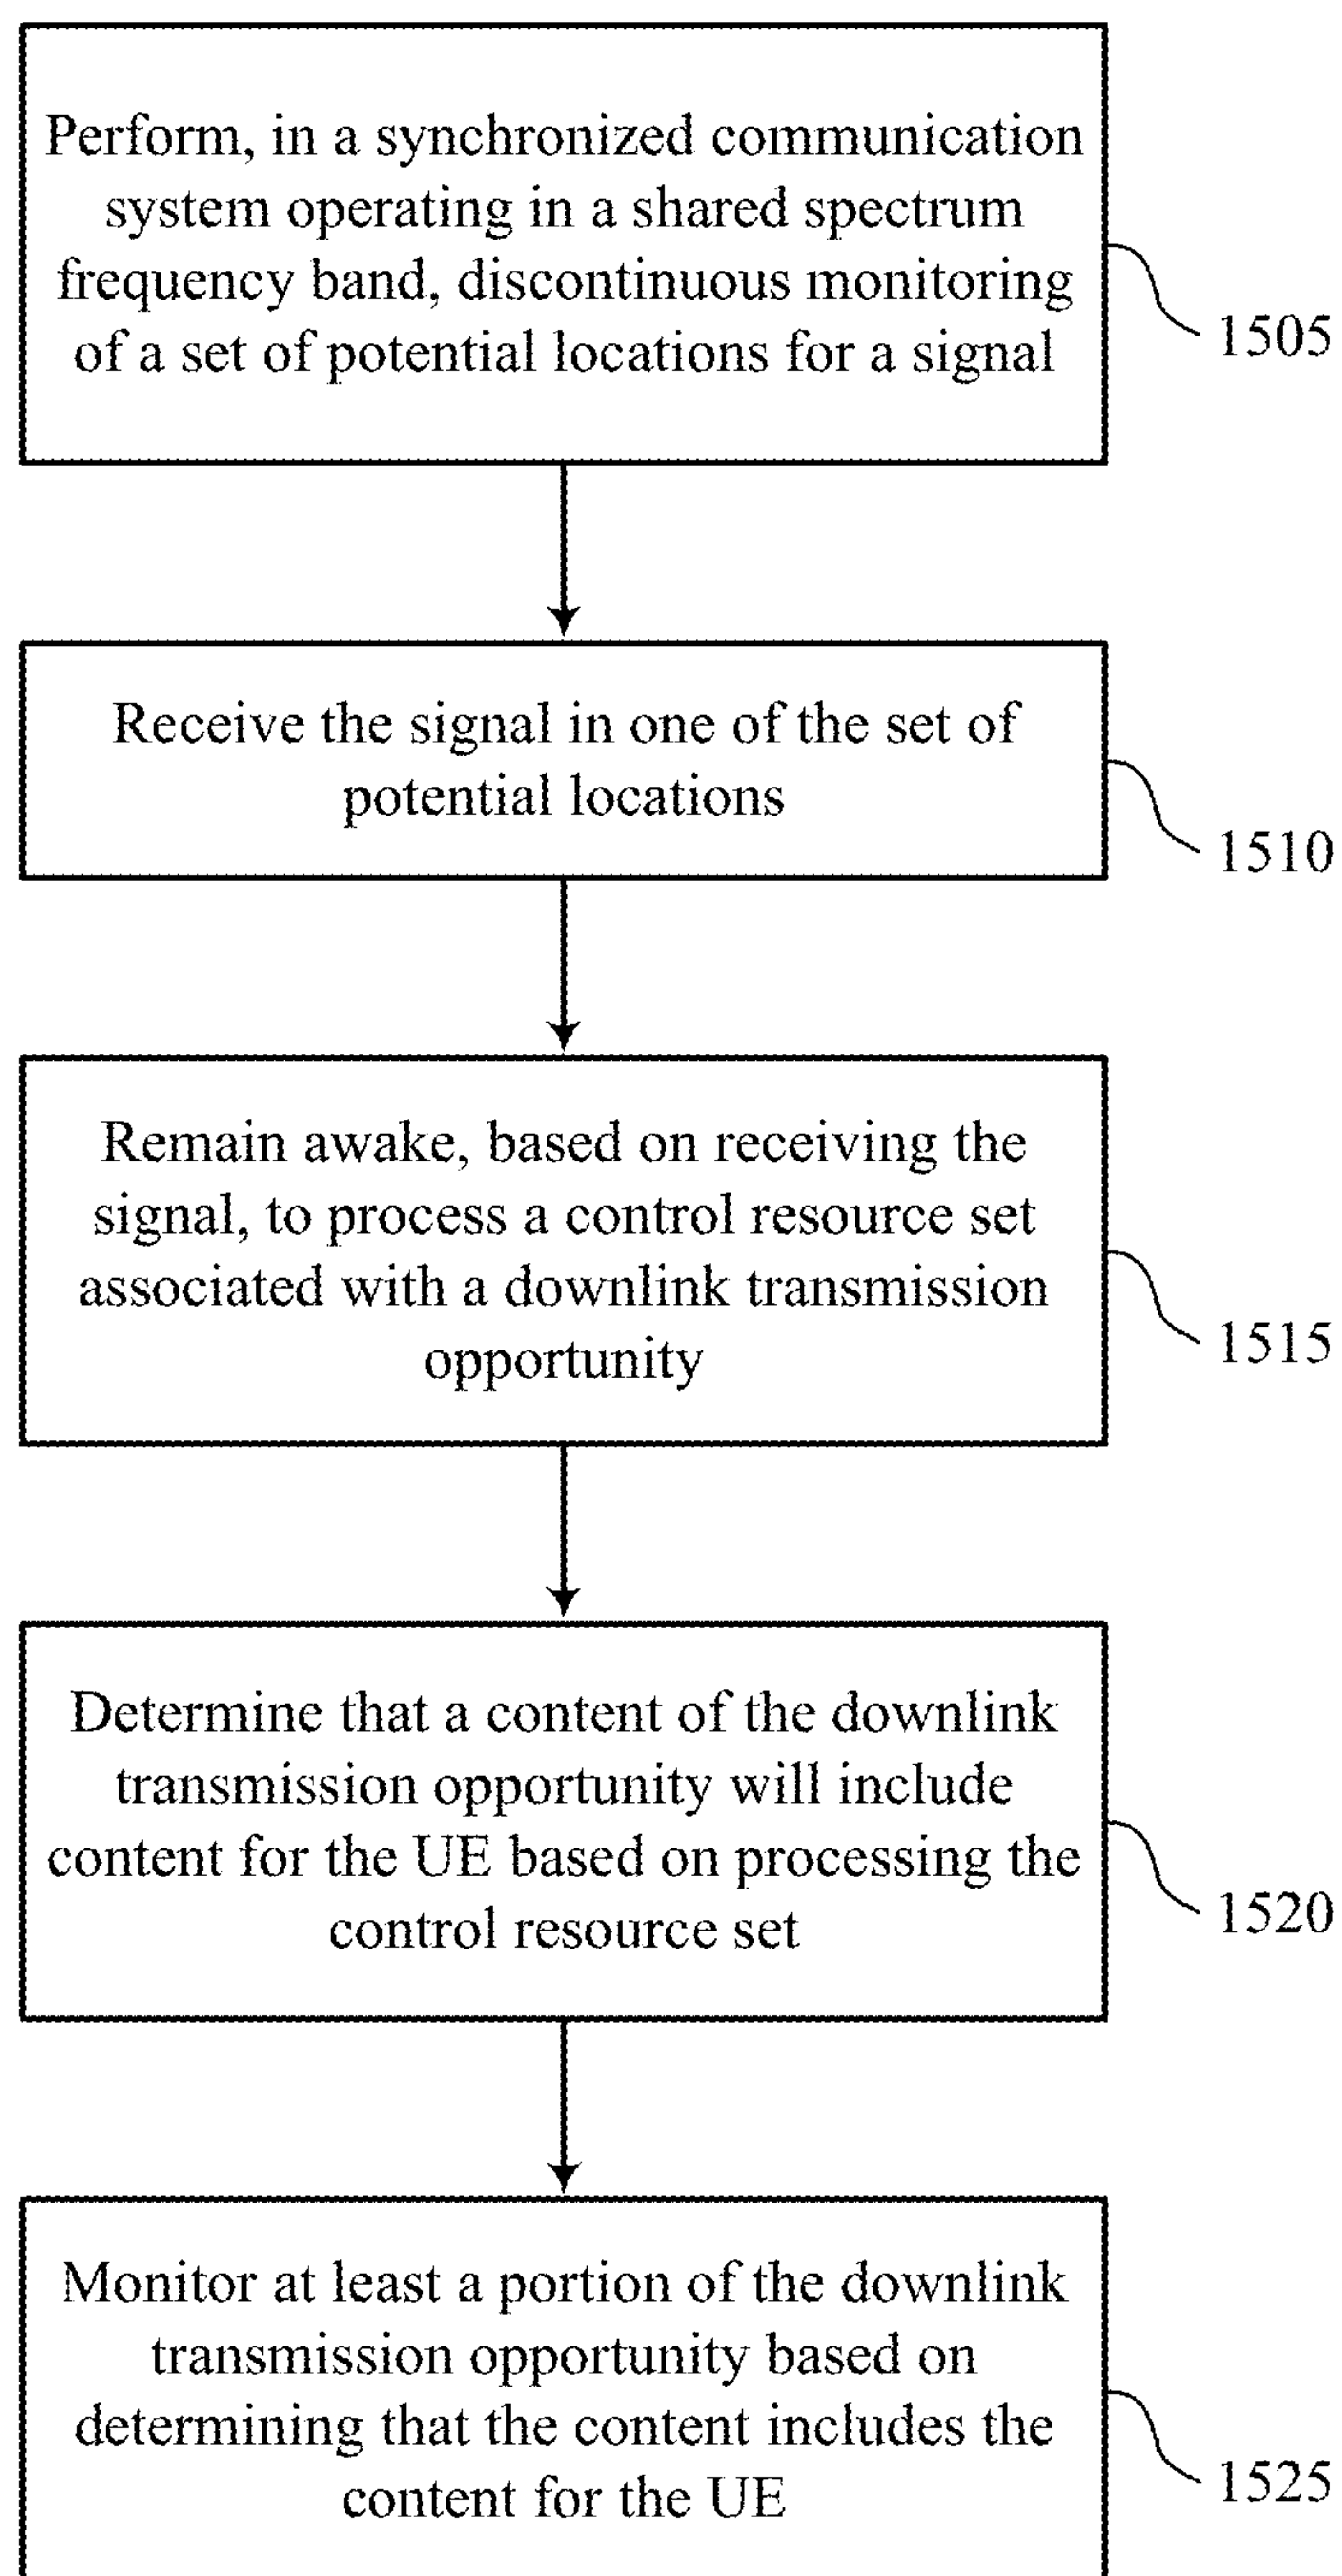 Perform, in a synchronized communication
system operating in a shared spectrum
frequency band, discontinuous monitoring
of a set of potential locations for a signal
1505
Receive the signal in one of the set of
potential locations
1510
Remain awake, based on receiving the
signal, to process a control resource set
associated with a downlink transmission
opportunity
1515
Determine that a content of the downlink
transmission opportunity will include
content for the UE based on processing the
control resource set
1520
Monitor at least a portion of the downlink
transmission opportunity based on
determining that the content includes the
content for the UE
1525